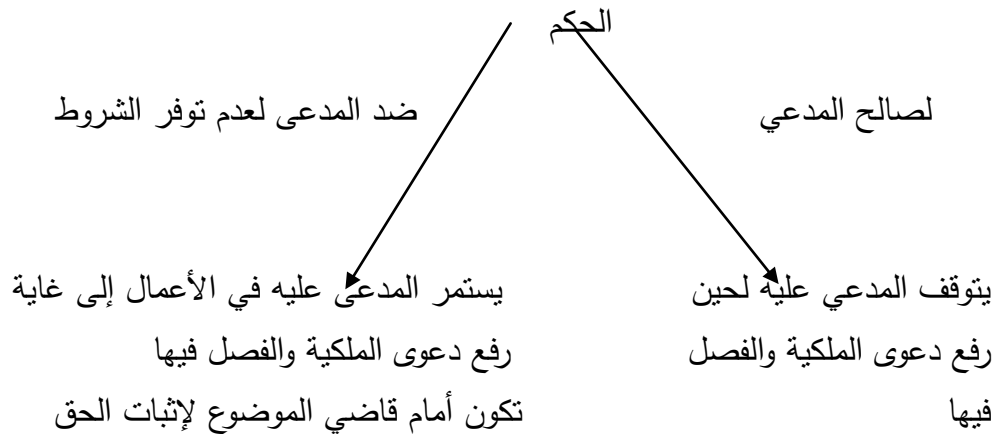 الحكم
لصالح المدعي
ضد المدعى لعدم توفر الشروط
يتوقف المدعي عليه لحين
رفع دعوى الملكية والفصل
فيها
يستمر المدعى عليه في الأعمال إلى غاية
رفع دعوى الملكية والفصل فيها
تكون أمام قاضي الموضوع لإثبات الحق